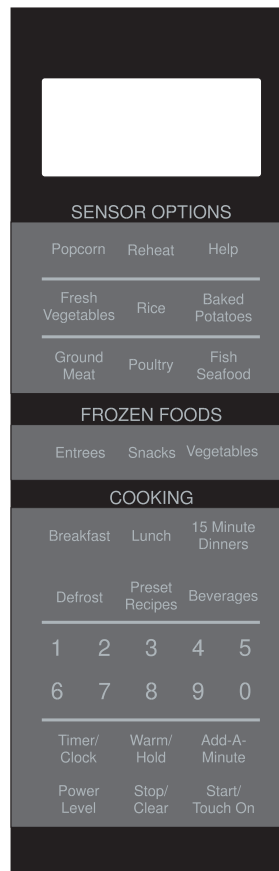 SENSOR OPTIONS
Popcorn Reheat Help
Fresh Vegetables Rice Baked Potatoes
Ground Meat Poultry Fish Seafood
FROZEN FOODS
Entrees Snacks Vegetables
COOKING
Breakfast Lunch 15 Minute Dinners
Defrost Preset Recipes Beverages
1 2 3 4 5
6 7 8 9 0
Timer/ Clock Warm/ Hold Add-A- Minute
Power Level Stop/ Clear Start/ Touch On